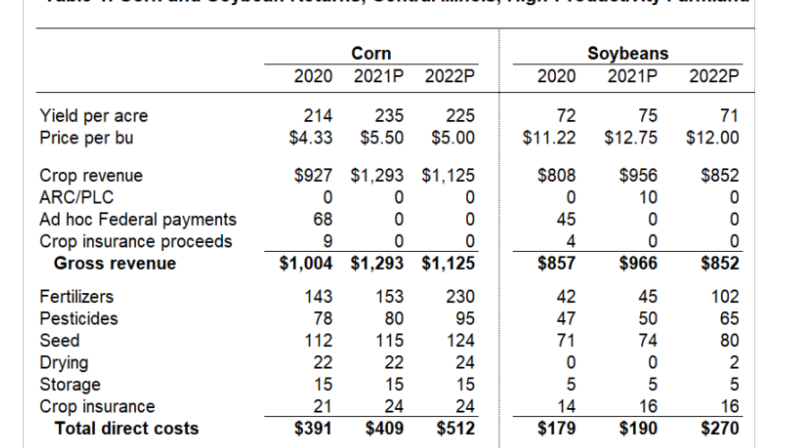 Table 1. Corn and Soybean Returns, Central Illinois, High-Productivity Farmland
Corn Soybeans
2020 2021P 2022P 2020 2021P 2022P
Yield per acre 214 235 225 72 75 71
Price per bu $4.33 $5.50 $5.00 $11.22 $12.75 $12.00
Crop revenue $927 $1,293 $1,125 $808 $956 $852
ARC/PLC 0 0 0 0 10 0
Ad hoc Federal payments 68 0 0 45 0 0
Crop insurance proceeds 9 0 0 4 0 0
Gross revenue $1,004 $1,293 $1,125 $857 $966 $852
Fertilizers 143 153 230 42 45 102
Pesticides 78 80 95 47 50 65
Seed 112 115 124 71 74 80
Drying 22 22 24 0 0 2
Storage 15 15 15 5 5 5
Crop insurance 21 24 24 14 16 16
Total direct costs $391 $409 $512 $179 $190 $270